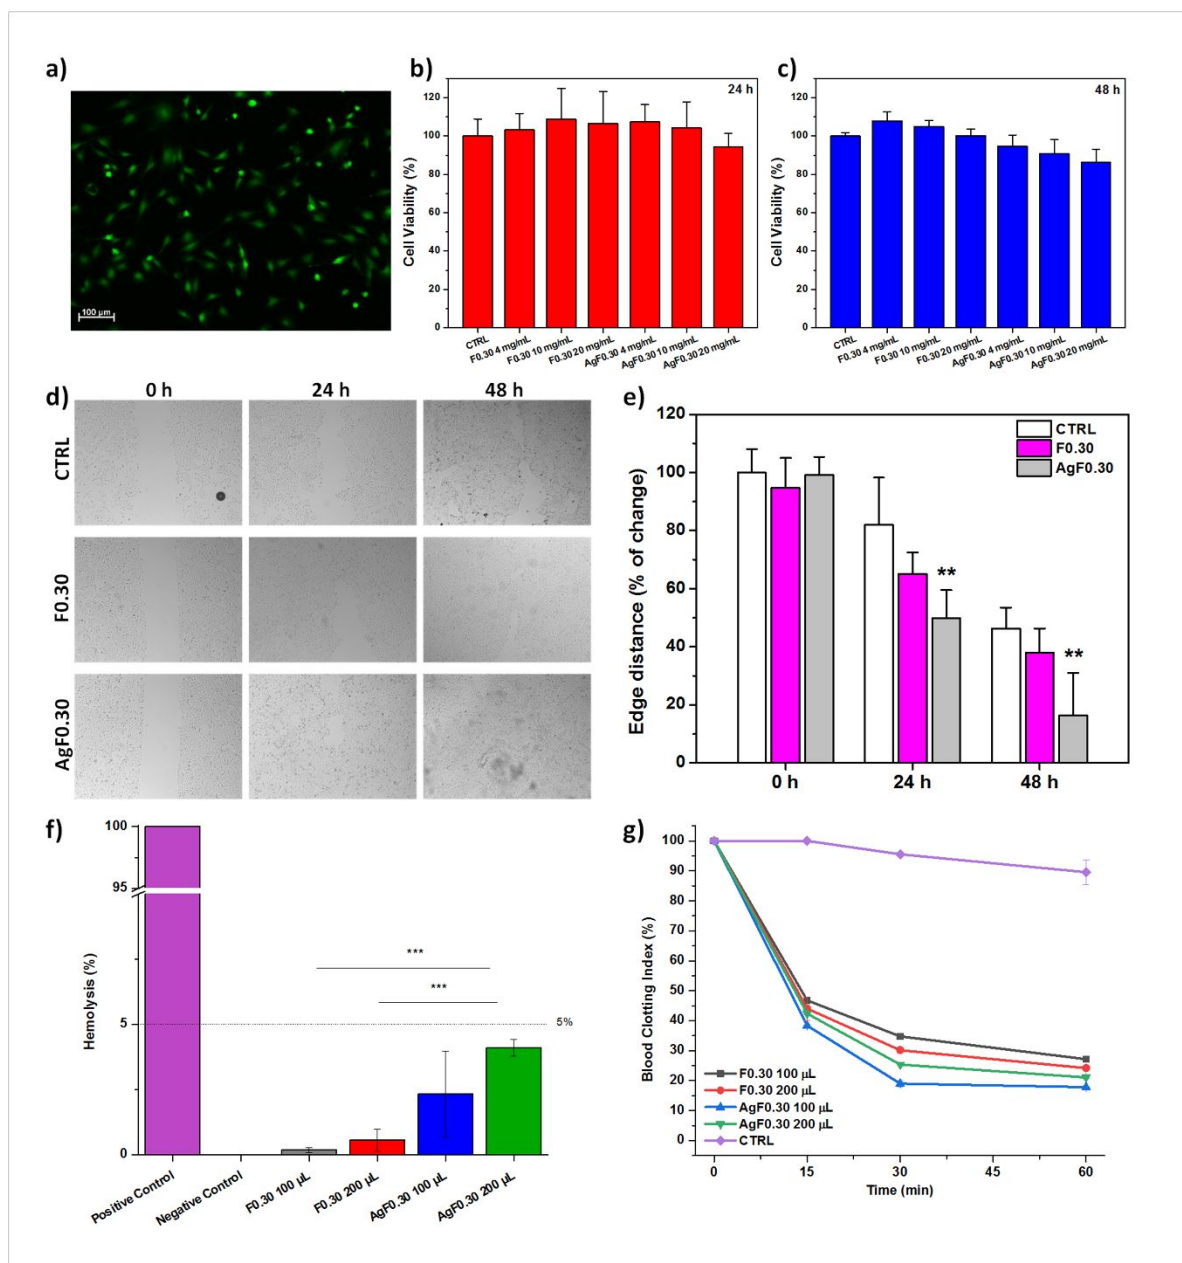 a)
100 µm
b)
24 h
Cell Viability (%)
120
100
80
60
40
20
0
CTRL
F0.30 4 mg/mL
F0.30 10 mg/mL
F0.30 20 mg/mL
AgF0.30 4 mg/mL
AgF0.30 10 mg/mL
AgF0.30 20 mg/mL
c)
48 h
Cell Viability (%)
120
100
80
60
40
20
0
CTRL
F0.30 4 mg/mL
F0.30 10 mg/mL
F0.30 20 mg/mL
AgF0.30 4 mg/mL
AgF0.30 10 mg/mL
AgF0.30 20 mg/mL
d)
0 h
24 h
48 h
CTRL
F0.30
AgF0.30
e)
Edge distance (% of change)
120
100
80
60
40
20
0
CTRL
F0.30
AgF0.30
**
**
0 h
24 h
48 h
f)
Hemolysis (%)
100
95
5
0
***
***
5%
Positive Control
Negative Control
F0.30 100 µL
F0.30 200 µL
AgF0.30 100 µL
AgF0.30 200 µL
g)
Blood Clotting Index (%)
100
90
80
70
60
50
40
30
20
10
0
F0.30 100 µL
F0.30 200 µL
AgF0.30 100 µL
AgF0.30 200 µL
CTRL
0
15
30
45
60
Time (min)